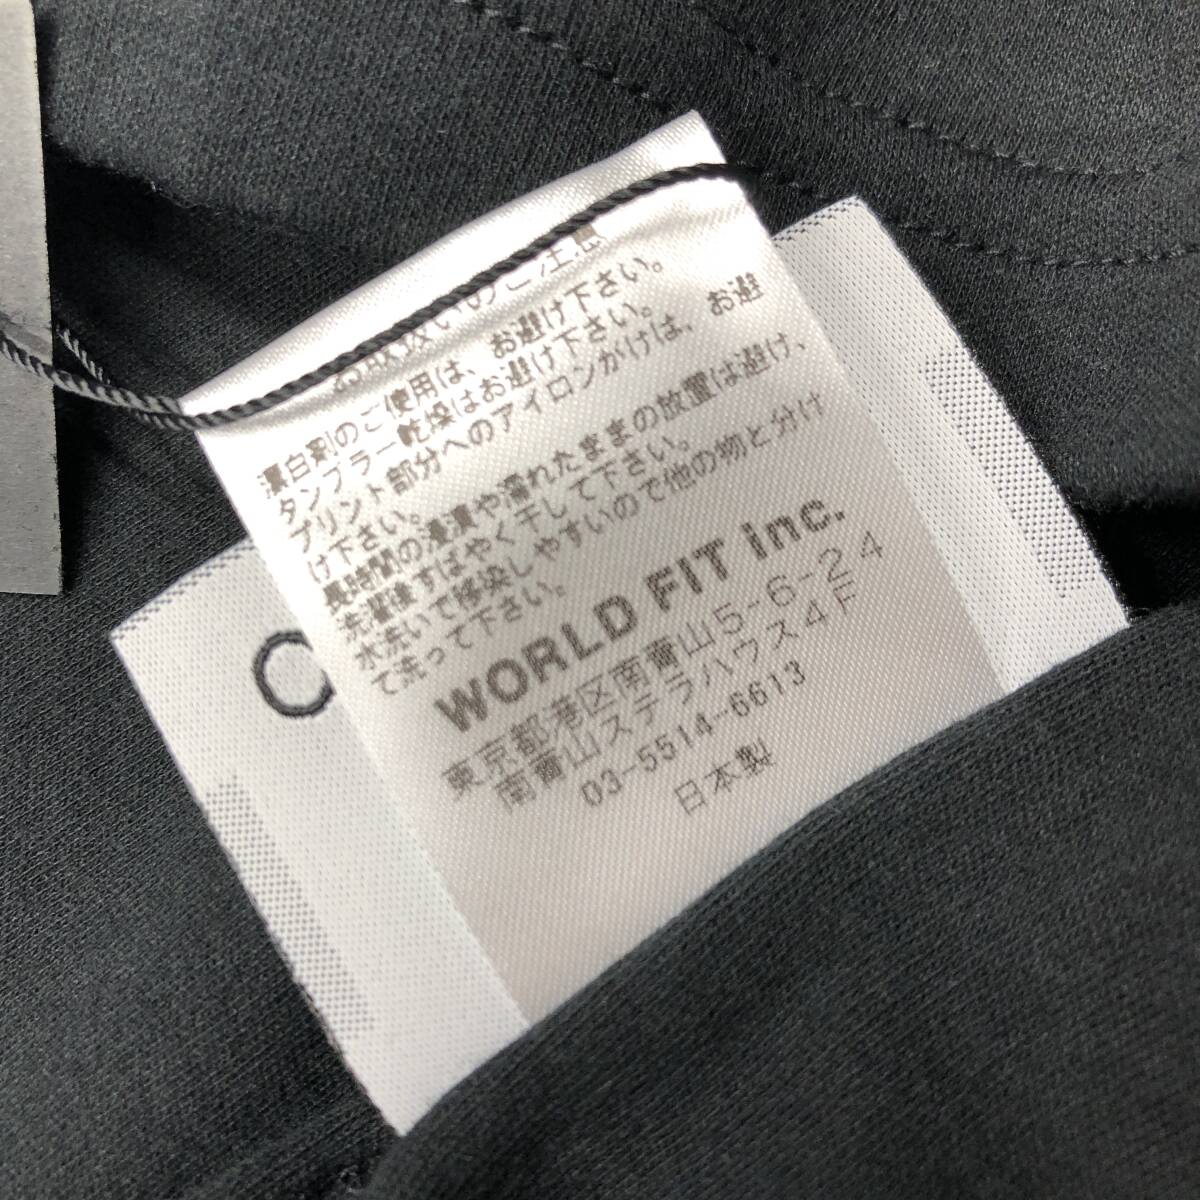 お取扱いのご注意
漂白剤のご使用は、お避け下さい。
タンブラー乾燥はお避け下さい。
プリント部分へのアイロンがけは、お避
け下さい。
長時間の浸漬や濡れたままの放置は避け、
洗濯後すばやく干して下さい。
水洗いで移染しやすいので他の物と分け
て洗って下さい。
WORLD FIT inc.
東京都港区南青山5-6-24
南青山ステラハウス4F
03-5514-6613
日本製
C